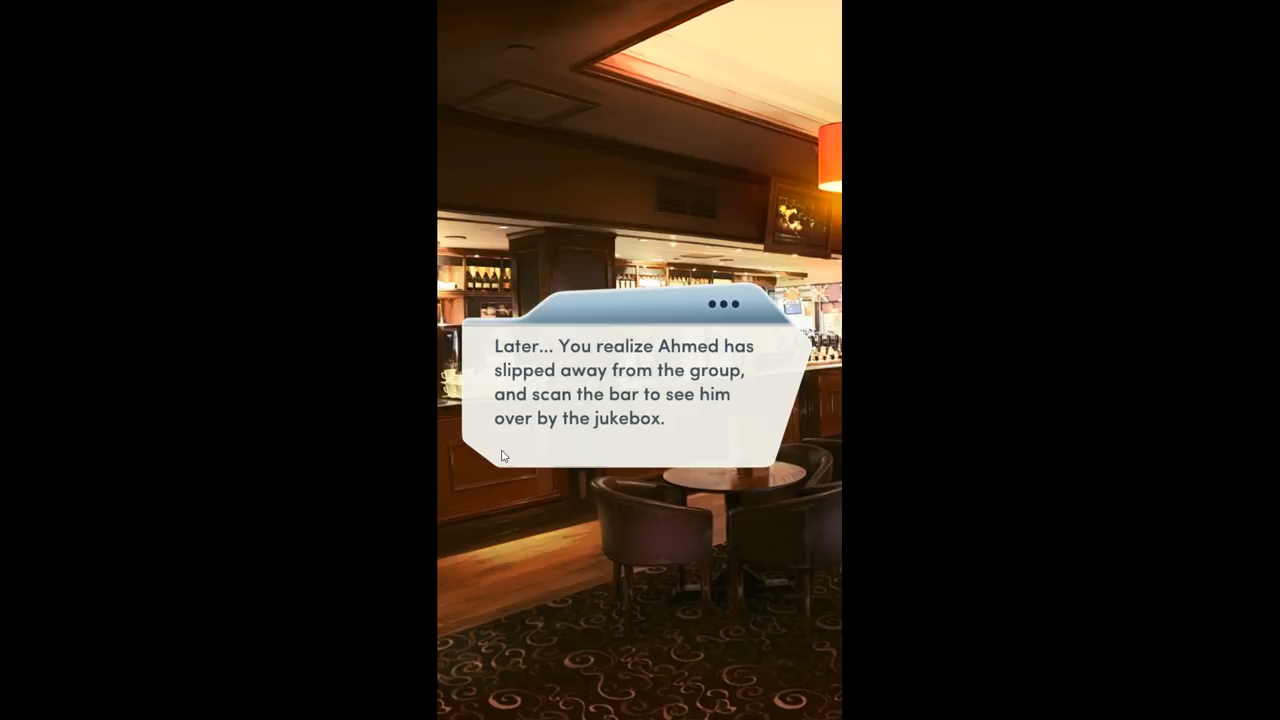 Later... You realize Ahmed has
slipped away from the group,
and scan the bar to see him
over by the jukebox.